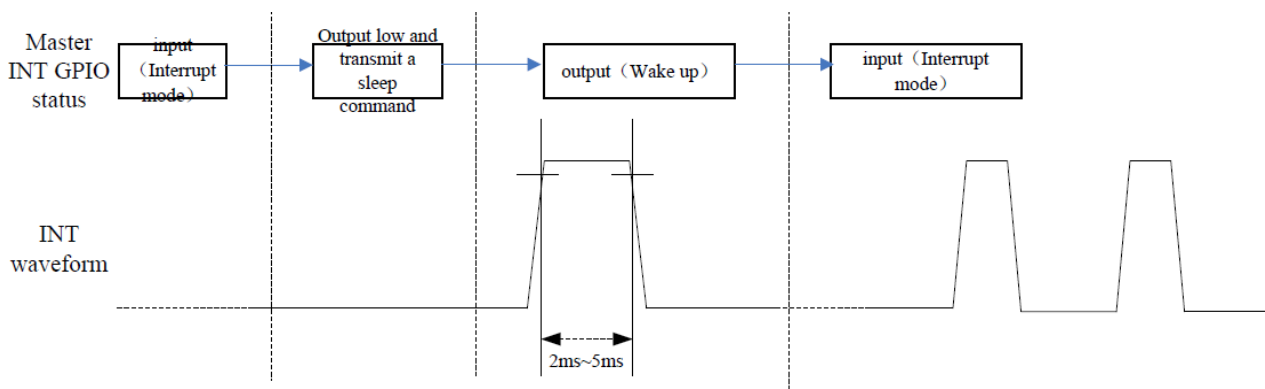 Master
INT GPIO
status
input
（Interrupt
mode）
Output low and
transmit a
sleep
command
output（Wake up）
input（Interrupt
mode）
INT
waveform
2ms~5ms